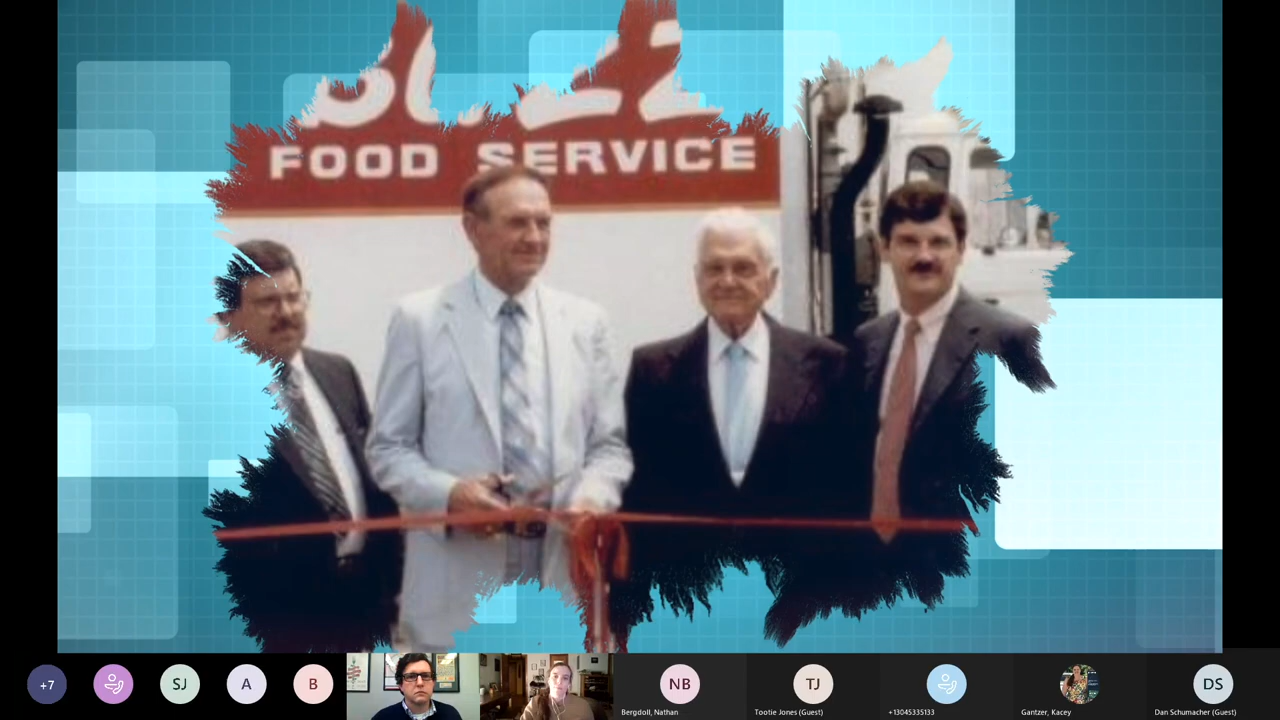 FOOD SERVICE
+7
SJ
A
B
NB
TJ
DS
Bergdoll, Nathan
Tootie Jones (Guest)
+13045335133
Gantzer, Kacey
Dan Schumacher (Guest)